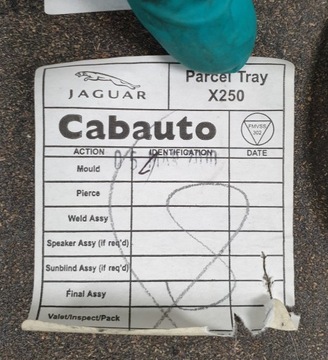 JAGUAR
Parcel Tray
X250
Cabauto
FMVSS
302
ACTION IDENTIFICATION DATE
Mould
Pierce
Weld Assy
Speaker Assy (if req'd)
Sunblind Assy (if req'd)
Final Assy
Valet/Inspect/Pack